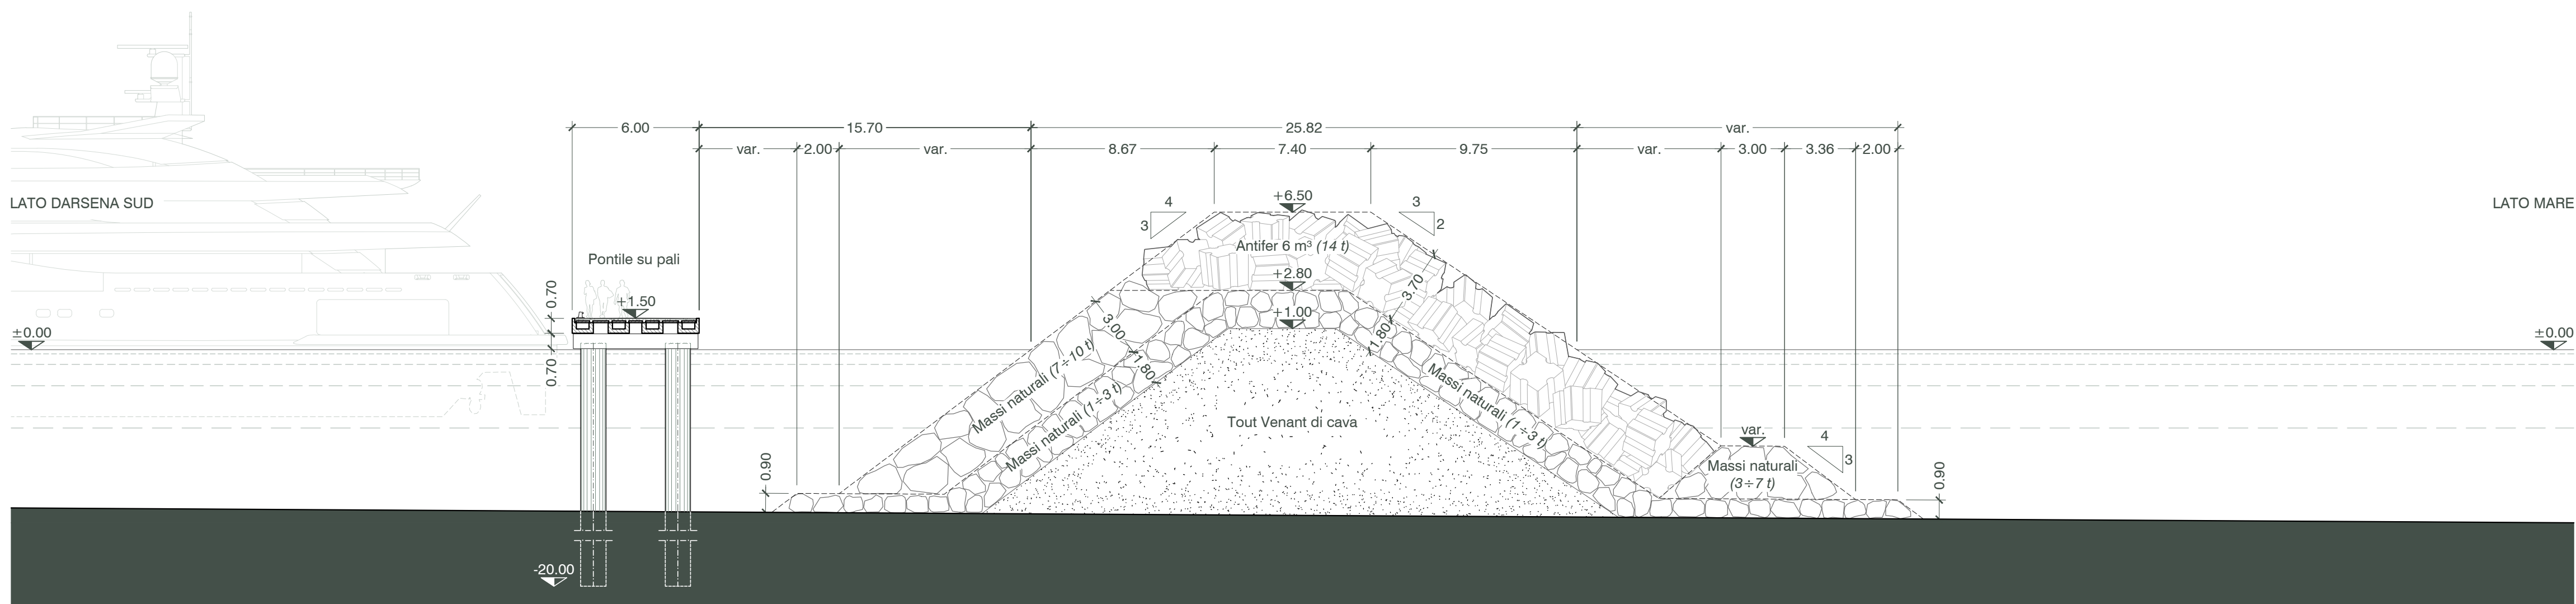 6.00
15.70
25.82
var.
var.
2.00
var.
8.67
7.40
9.75
var.
3.00
3.36
2.00
LATO DARSENA SUD
LATO MARE
4
3
+6.50
3
2
Antifer 6 m³ (14 t)
Pontile su pali
+2.80
3.70
0.70
+1.50
+1.00
±0.00
±0.00
3.00
1.80
1.80
0.70
Massi naturali (7÷10 t)
Massi naturali (1÷3 t)
Massi naturali (1÷3 t)
Tout Venant di cava
var.
4
3
Massi naturali
(3÷7 t)
0.90
0.90
-20.00